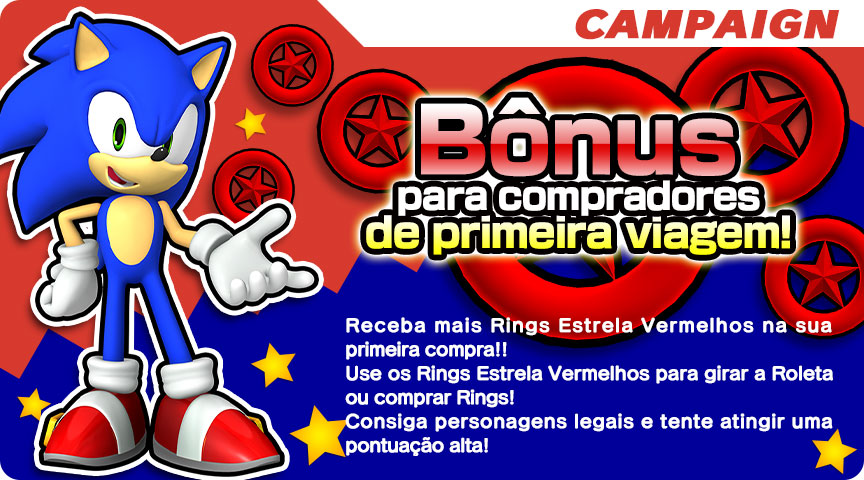 CAMPAIGN
Bônus
para compradores
de primeira viagem!
Receba mais Rings Estrela Vermelhos na sua
primeira compra!!
Use os Rings Estrela Vermelhos para girar a Roleta
ou comprar Rings!
Consiga personagens legais e tente atingir uma
pontuação alta!